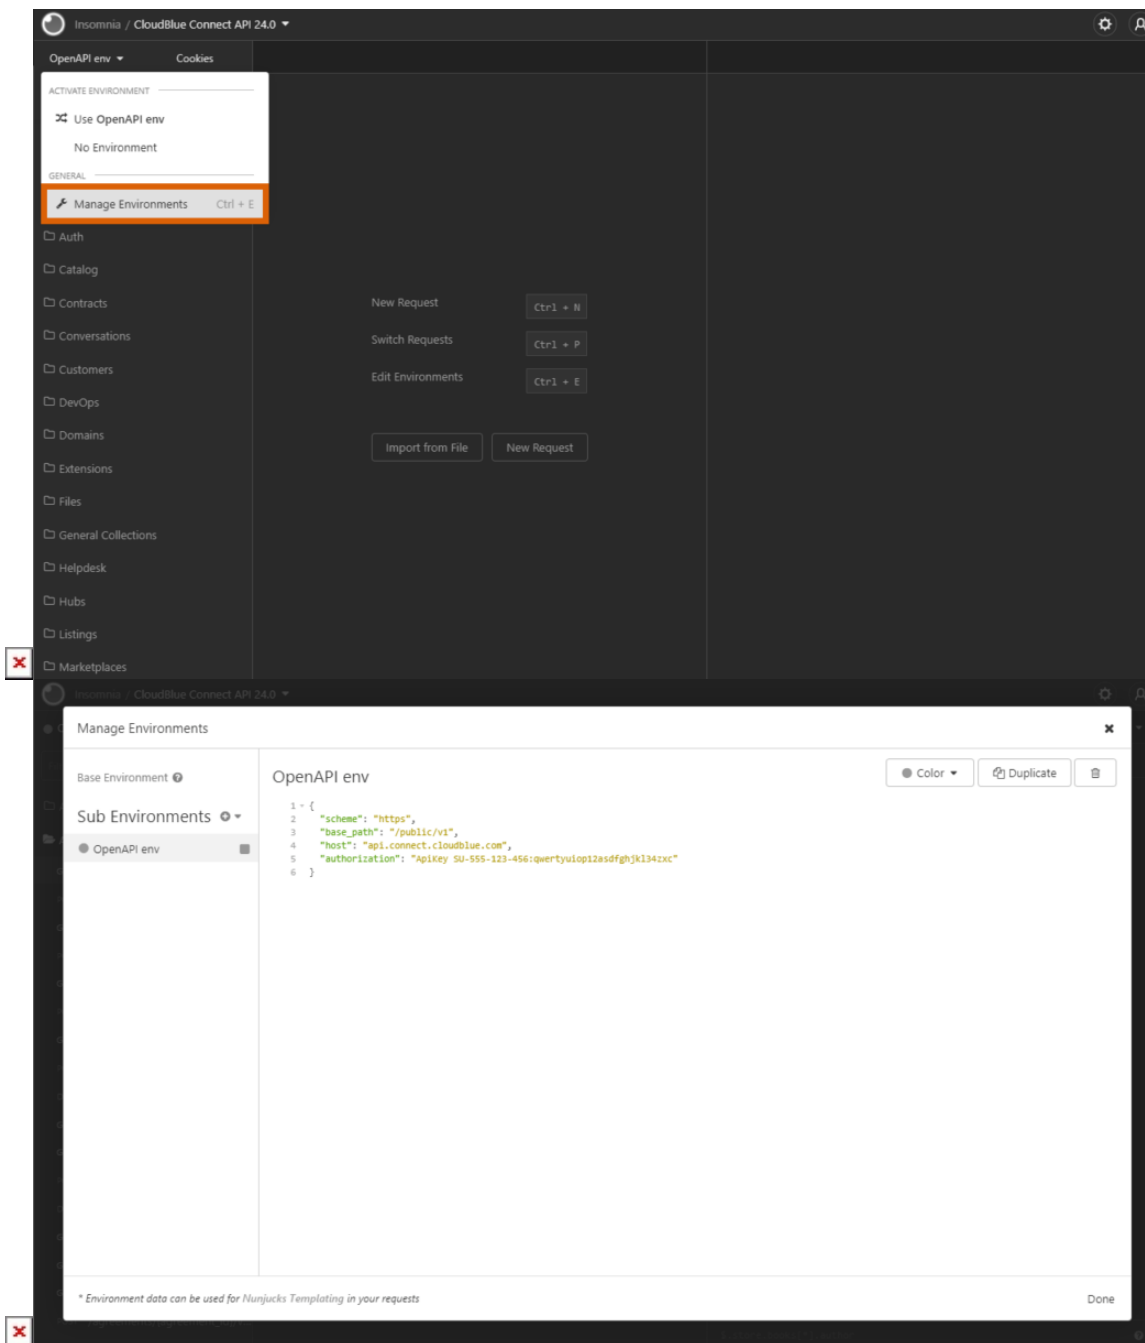 Insomnia / CloudBlue Connect API 24.0
OpenAPI env Cookies
ACTIVATE ENVIRONMENT
Use OpenAPI env
No Environment
GENERAL
Manage Environments Ctrl + E
Auth
Catalog
Contracts
Conversations
Customers
DevOps
Domains
Extensions
Files
General Collections
Helpdesk
Hubs
Listings
Marketplaces
New Request Ctrl + N
Switch Requests Ctrl + P
Edit Environments Ctrl + E
Import from File New Request
Insomnia / CloudBlue Connect API 24.0
Manage Environments
Base Environment
Sub Environments
OpenAPI env
OpenAPI env
Color Duplicate
1 {
2 "scheme": "https",
3 "base_path": "/public/v1",
4 "host": "api.connect.cloudblue.com",
5 "authorization": "ApiKey SU-555-123-456:qwertyuiop12asdfghjkl34zxc"
6 }
* Environment data can be used for Nunjucks Templating in your requests
Done